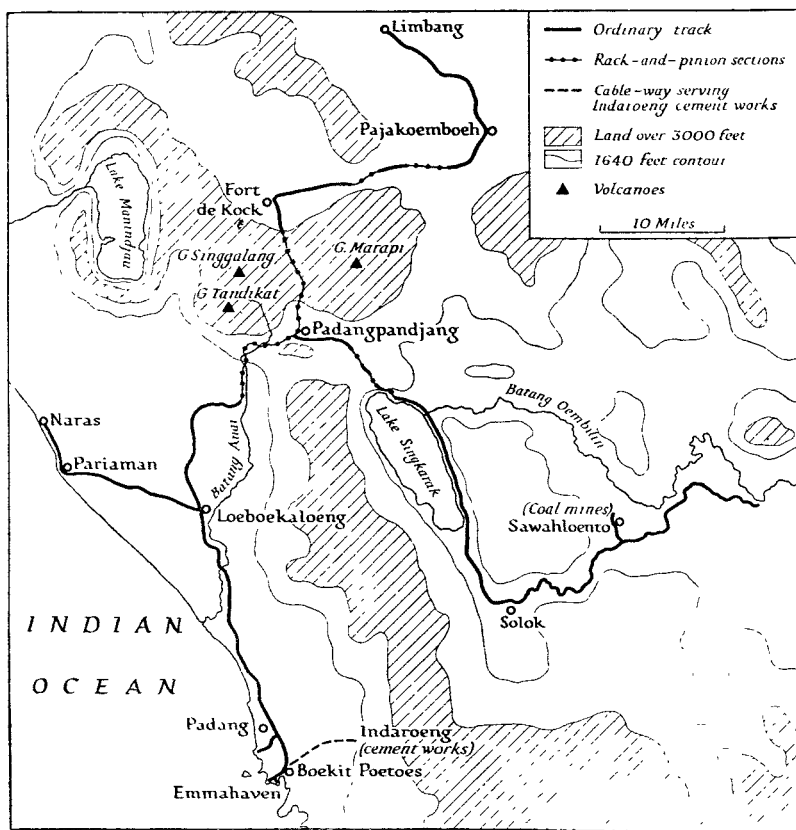 Limbang
Pajakoemboeh
Fort
de Kock
Lake Manindjau
G Singgalang
G. Marapi
G Tandikat
Padangpandjang
Naras
Pariaman
Batang Anai
Loeboekaloeng
Lake Singkarak
Batang Oembilin
(Coal mines)
Sawahloento
Solok
INDIAN
OCEAN
Padang
Indaroeng
(cement works)
Boekit Poetoes
Emmahaven
Ordinary track
Rack-and-pinion sections
Cable-way serving
Indaroeng cement works
Land over 3000 feet
1640 feet contour
Volcanoes
10 Miles